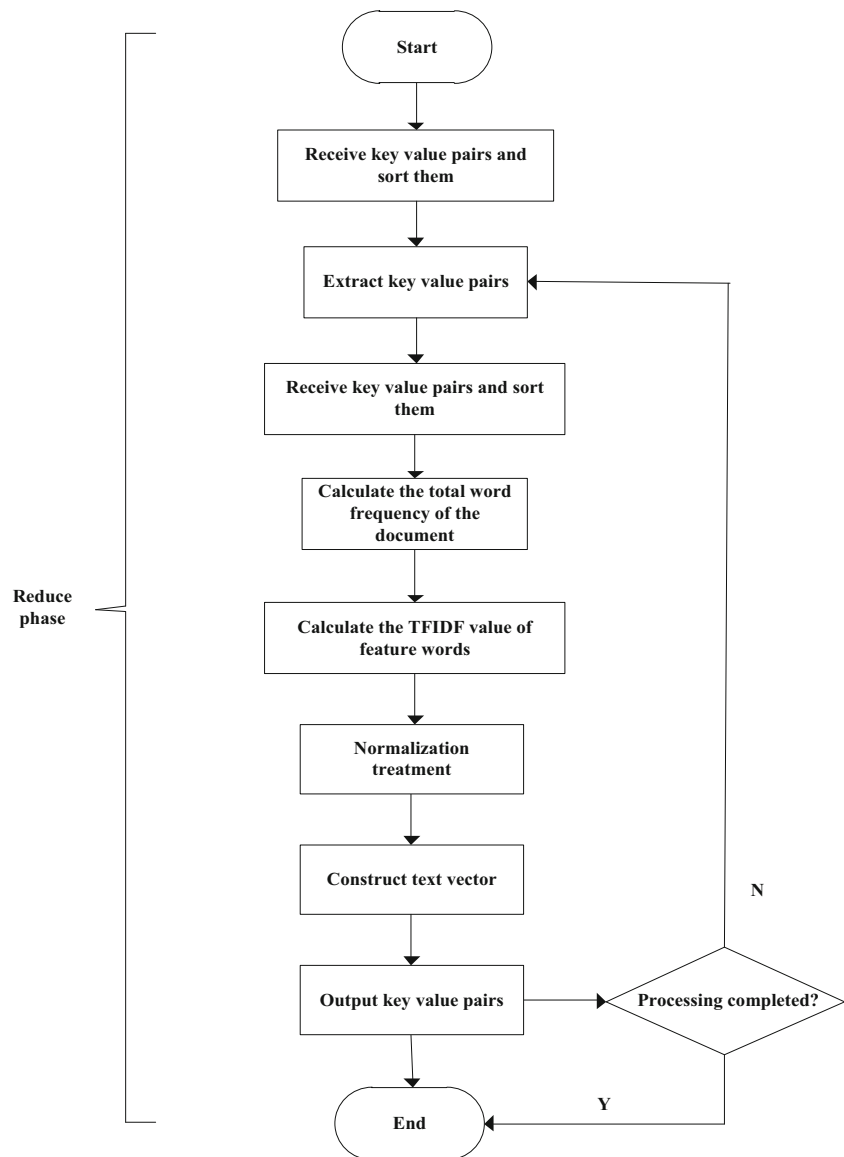 Start
Receive key value pairs and
sort them
Extract key value pairs
Receive key value pairs and sort
them
Calculate the total word
frequency of the
document
Reduce
phase
Calculate the TFIDF value of
feature words
Normalization
treatment
Construct text vector
N
Output key value pairs
Processing completed?
Y
End